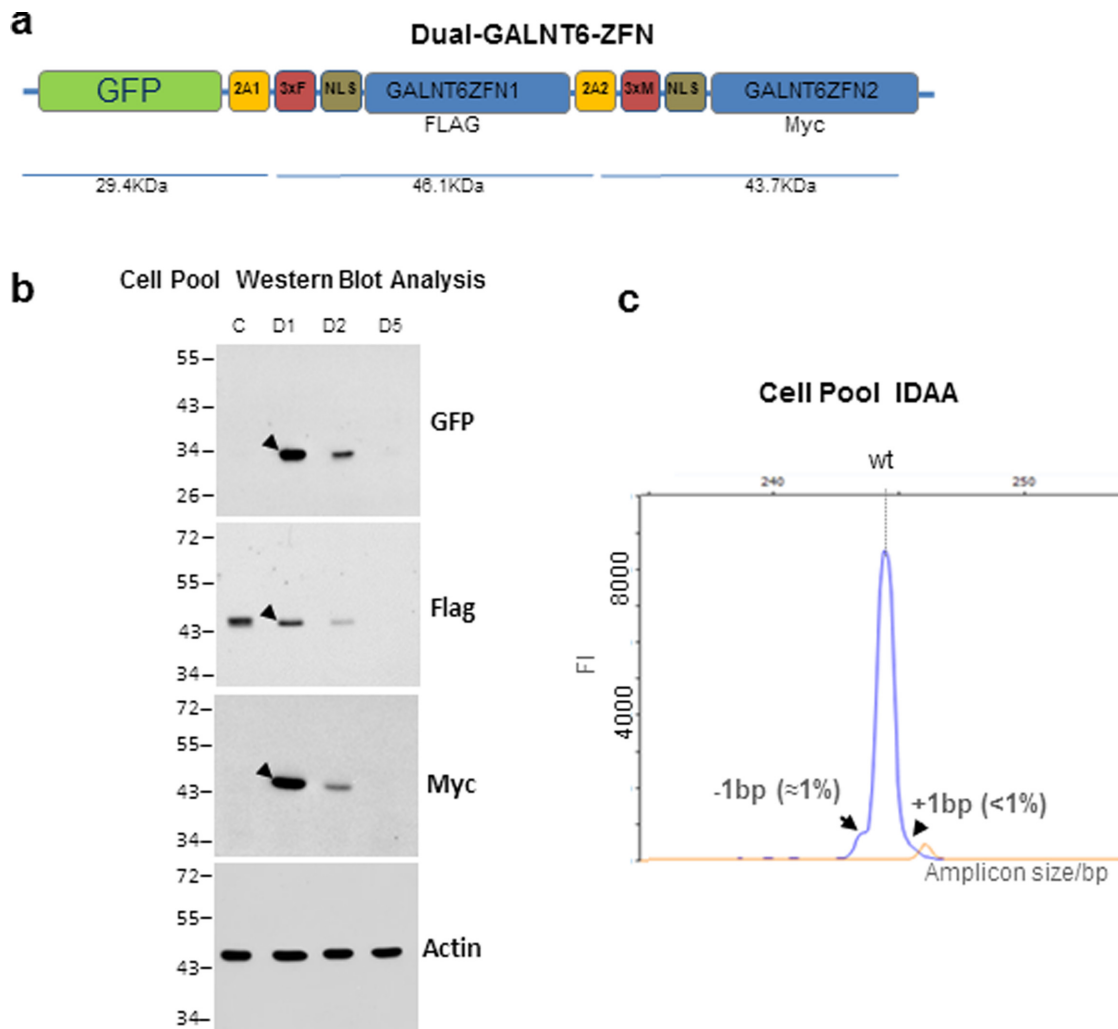 a
Dual-GALNT6-ZFN
GFP 2A1 3xF NLS GALNT6ZFN1 2A2 3xM NLS GALNT6ZFN2
FLAG Myc
29.4KDa 46.1KDa 43.7KDa
b
Cell Pool Western Blot Analysis
C D1 D2 D5
55
43
34
26
GFP
72
55
43
34
Flag
72
55
43
34
Myc
72
55
43
34
Actin
c
Cell Pool IDAA
wt
240 250
8000
4000
FI
-1bp (≈1%)
+1bp (<1%)
Amplicon size/bp